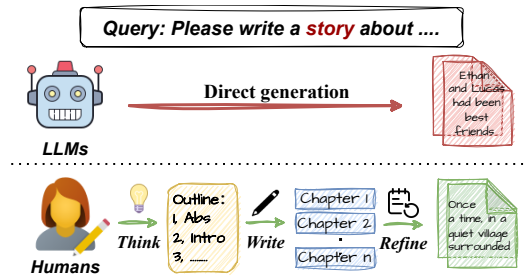 Query: Please write a story about ....
Direct generation
Ethan
and Lucas
had been
best
friends.
LLMs
Outline:
1, Abs
2, Intro
3, ........
Chapter 1
Chapter 2
.
Chapter n
Once
a time, in a
quiet village
surrounded
Think
Write
Refine
Humans